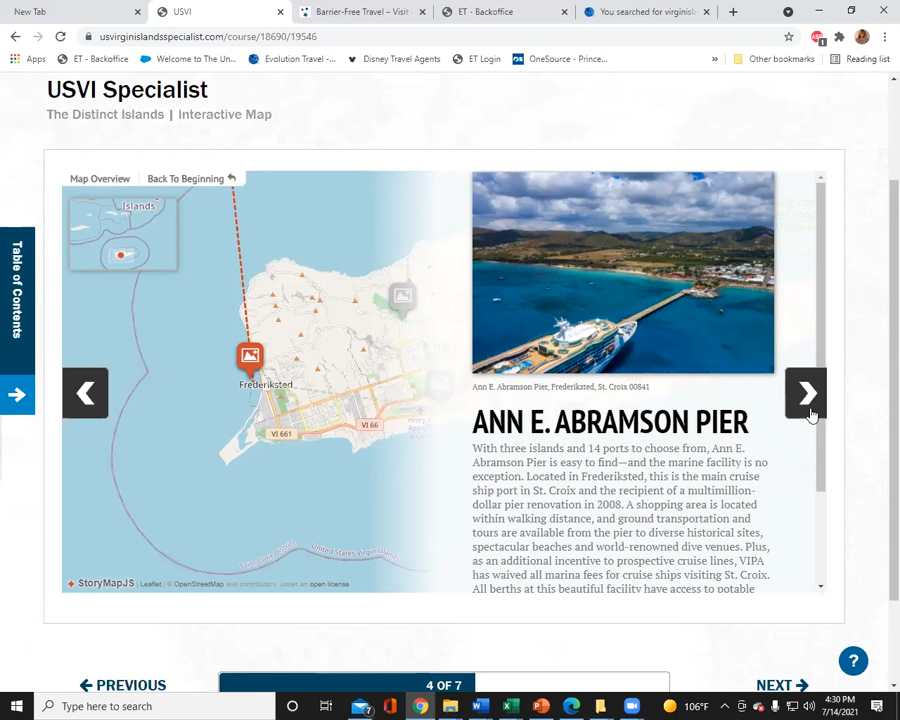 New Tab
USVI
Barrier-Free Travel – Visit
ET - Backoffice
You searched for virginisl
usvirginislandsspecialist.com/course/18690/19546
1
Apps
ET - Backoffice
Welcome to The Un...
Evolution Travel -...
Disney Travel Agents
ET Login
OneSource - Prince...
»
Other bookmarks
Reading list
USVI Specialist
The Distinct Islands | Interactive Map
Map Overview
Back To Beginning
Islands
Table of Contents
Frederiksted
VI 661
VI 66
United States Virgin Islands
StoryMapJS | Leaflet | © OpenStreetMap and contributors, under an open license
Ann E. Abramson Pier, Frederiksted, St. Croix 00841
ANN E. ABRAMSON PIER
With three islands and 14 ports to choose from, Ann E.
Abramson Pier is easy to find—and the marine facility is no
exception. Located in Frederiksted, this is the main cruise
ship port in St. Croix and the recipient of a multimillion-
dollar pier renovation in 2008. A shopping area is located
within walking distance, and ground transportation and
tours are available from the pier to diverse historical sites,
spectacular beaches and world-renowned dive venues. Plus,
as an additional incentive to prospective cruise lines, VIPA
has waived all marina fees for cruise ships visiting St. Croix.
All berths at this beautiful facility have access to potable
?
PREVIOUS
4 OF 7
NEXT
Type here to search
7
106°F
4:30 PM
7/14/2021